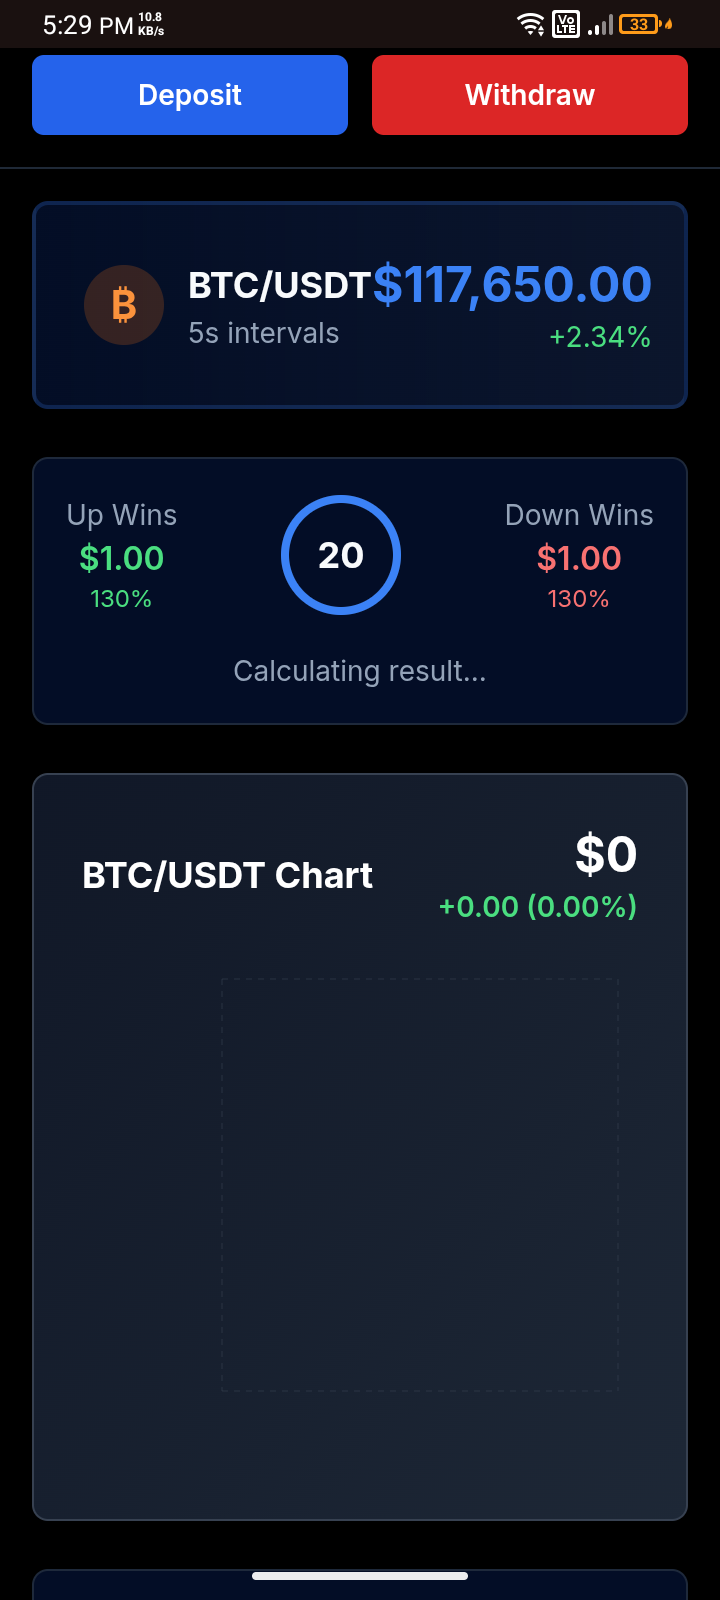 5:29 PM 10.8 KB/s VoLTE 33
Deposit Withdraw
₿ BTC/USDT $117,650.00
5s intervals +2.34%
Up Wins Down Wins
$1.00 20 $1.00
130% 130%
Calculating result...
BTC/USDT Chart $0
+0.00 (0.00%)